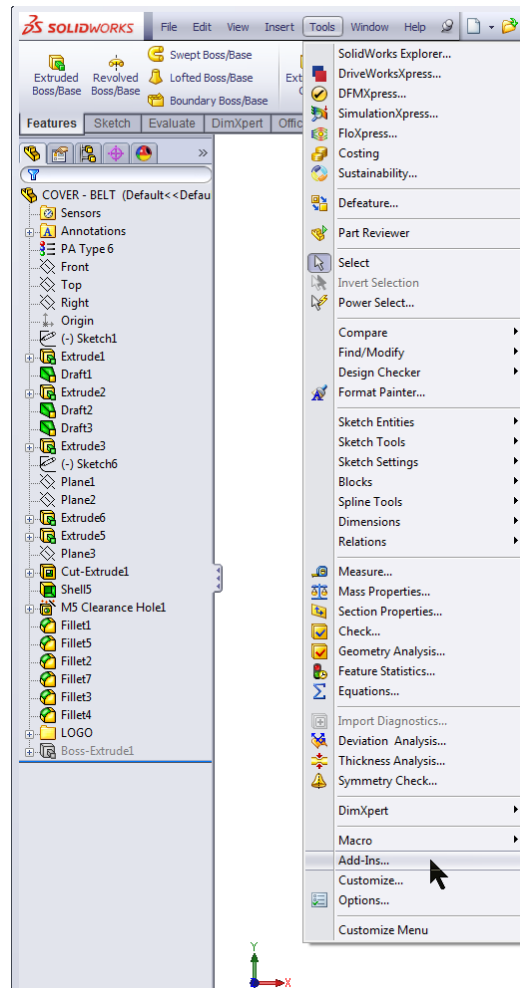 SOLIDWORKS File Edit View Insert Tools Window Help
Extruded Boss/Base
Revolved Boss/Base
Swept Boss/Base
Lofted Boss/Base
Boundary Boss/Base
Features Sketch Evaluate DimXpert
COVER - BELT (Default<<Defau
Sensors
Annotations
PA Type 6
Front
Top
Right
Origin
(-) Sketch1
Extrude1
Draft1
Extrude2
Draft2
Draft3
Extrude3
(-) Sketch6
Plane1
Plane2
Extrude6
Extrude5
Plane3
Cut-Extrude1
Shell5
M5 Clearance Hole1
Fillet1
Fillet5
Fillet2
Fillet7
Fillet3
Fillet4
LOGO
Boss-Extrude1
SolidWorks Explorer...
DriveWorksXpress...
DFMXpress...
SimulationXpress...
FloXpress...
Costing
Sustainability...
Defeature...
Part Reviewer
Select
Invert Selection
Power Select...
Compare
Find/Modify
Design Checker
Format Painter...
Sketch Entities
Sketch Tools
Sketch Settings
Blocks
Spline Tools
Dimensions
Relations
Measure...
Mass Properties...
Section Properties...
Check...
Geometry Analysis...
Feature Statistics...
Equations...
Import Diagnostics...
Deviation Analysis...
Thickness Analysis...
Symmetry Check...
DimXpert
Macro
Add-Ins...
Customize...
Options...
Customize Menu
Y
X